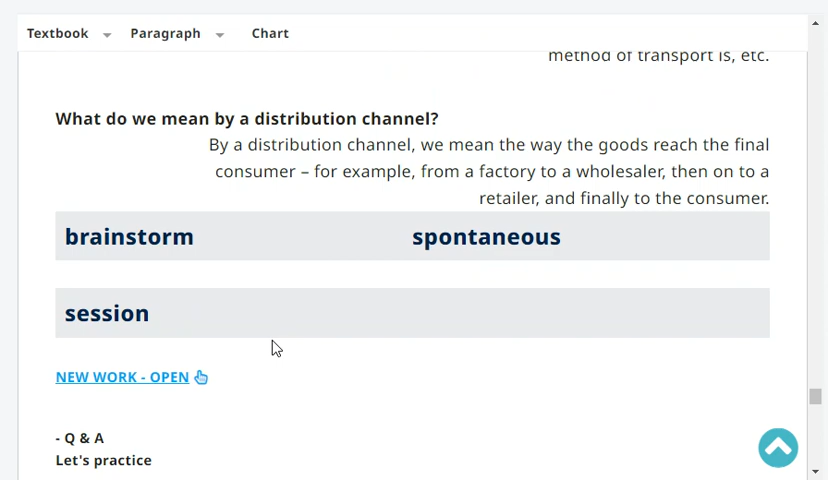 Textbook Paragraph Chart
method of transport is, etc.
What do we mean by a distribution channel?
By a distribution channel, we mean the way the goods reach the final
consumer – for example, from a factory to a wholesaler, then on to a
retailer, and finally to the consumer.
brainstorm spontaneous
session
NEW WORK - OPEN
- Q & A
Let's practice